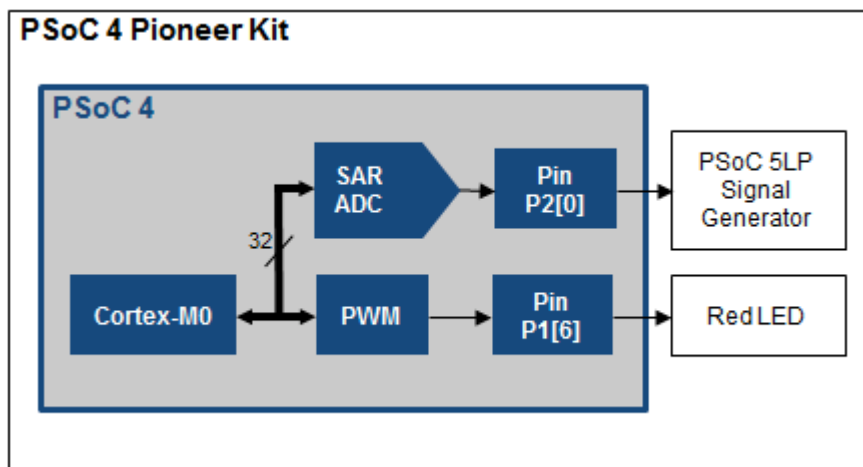 PSoC 4 Pioneer Kit
PSoC 4
SAR
ADC
Pin
P2[0]
PSoC 5LP
Signal
Generator
32
Cortex-M0
PWM
Pin
P1[6]
Red LED